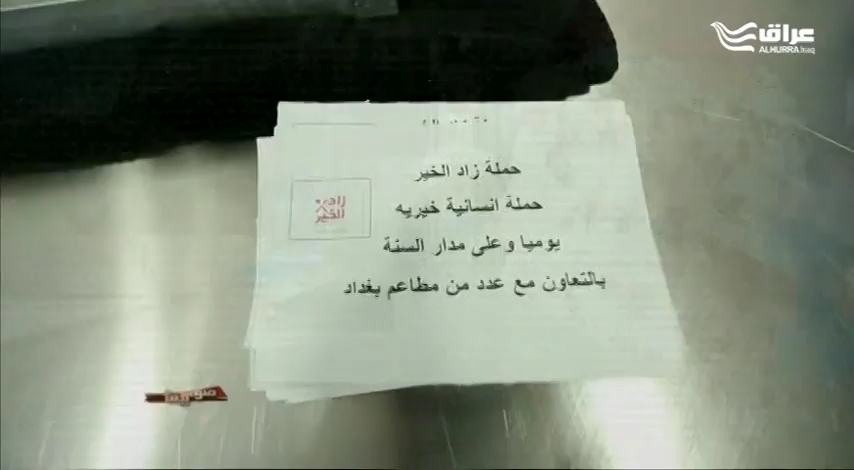 عراق
ALHURRA Iraq
حملة زاد الخير
زاد
الخير
حملة انسانية خيريه
يوميا وعلى مدار السنة
بالتعاون مع عدد من مطاعم بغداد